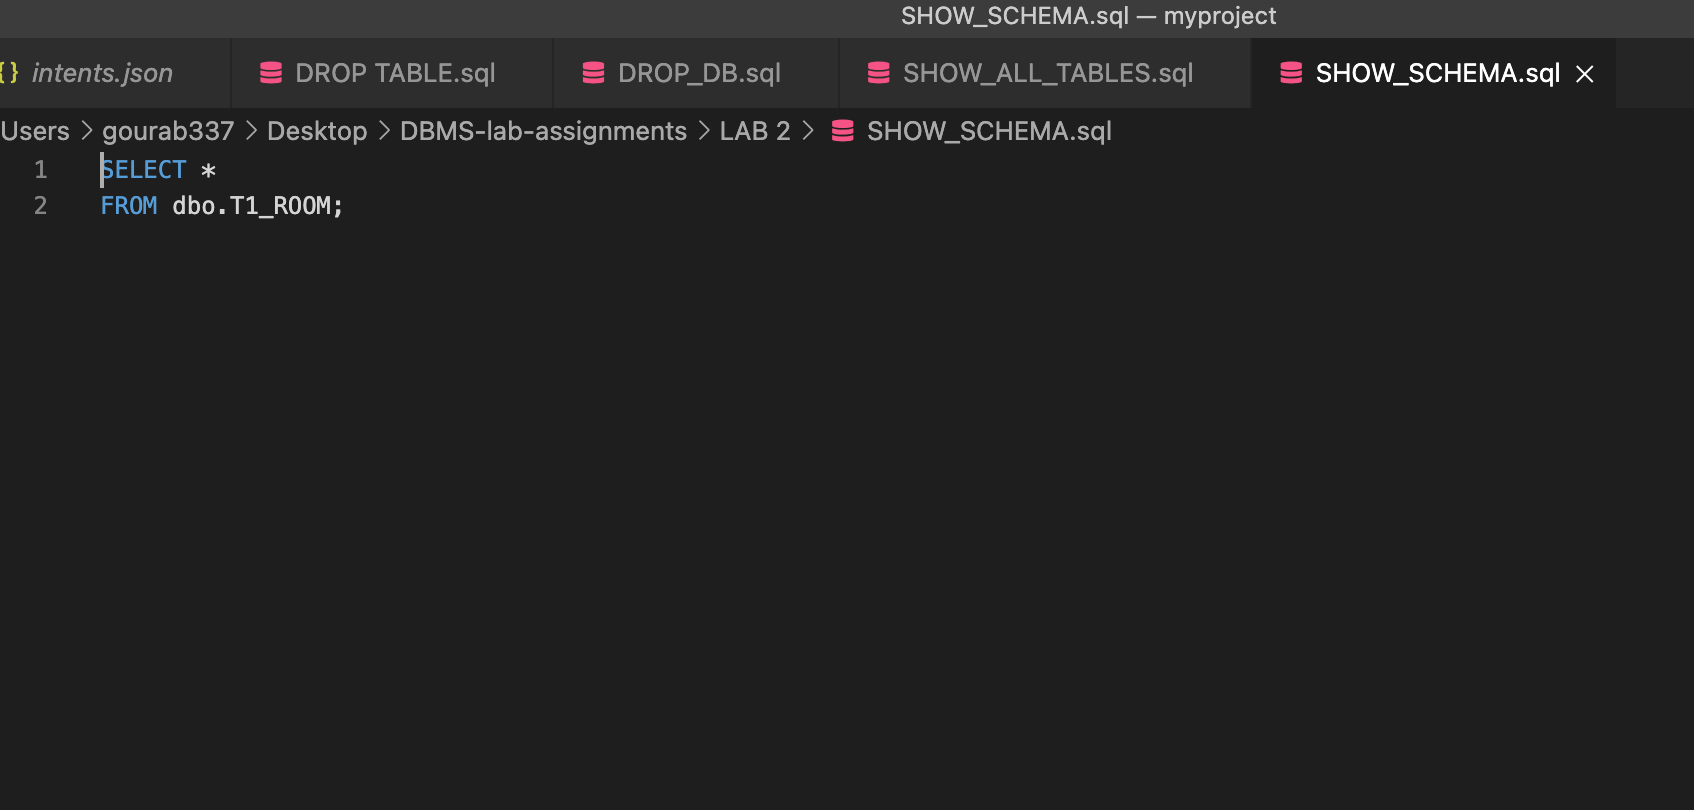 SHOW_SCHEMA.sql — myproject
{} intents.json DROP TABLE.sql DROP_DB.sql SHOW_ALL_TABLES.sql SHOW_SCHEMA.sql
Users > gourab337 > Desktop > DBMS-lab-assignments > LAB 2 > SHOW_SCHEMA.sql
1 SELECT *
2 FROM dbo.T1_ROOM;